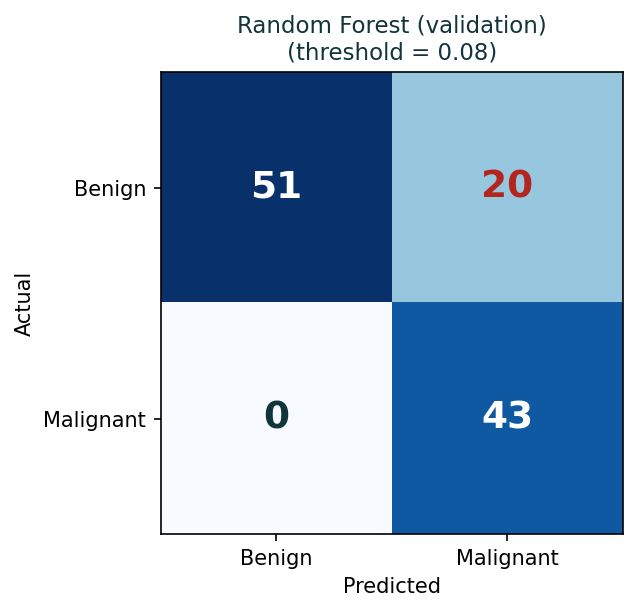 Random Forest (validation)
(threshold = 0.08)
Actual
Benign
51
20
Malignant
0
43
Benign
Malignant
Predicted